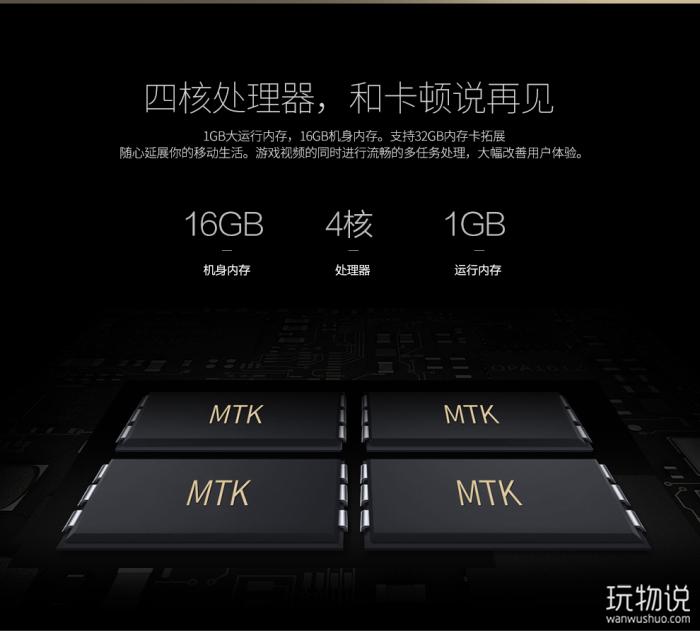 四核处理器，和卡顿说再见
1GB大运行内存，16GB机身内存。支持32GB内存卡拓展
随心延展你的移动生活。游戏视频的同时进行流畅的多任务处理，大幅改善用户体验。
16GB 4核 1GB
机身内存 处理器 运行内存
OPA1612
MTK MTK
MTK MTK
玩物说
wanwushuo.com